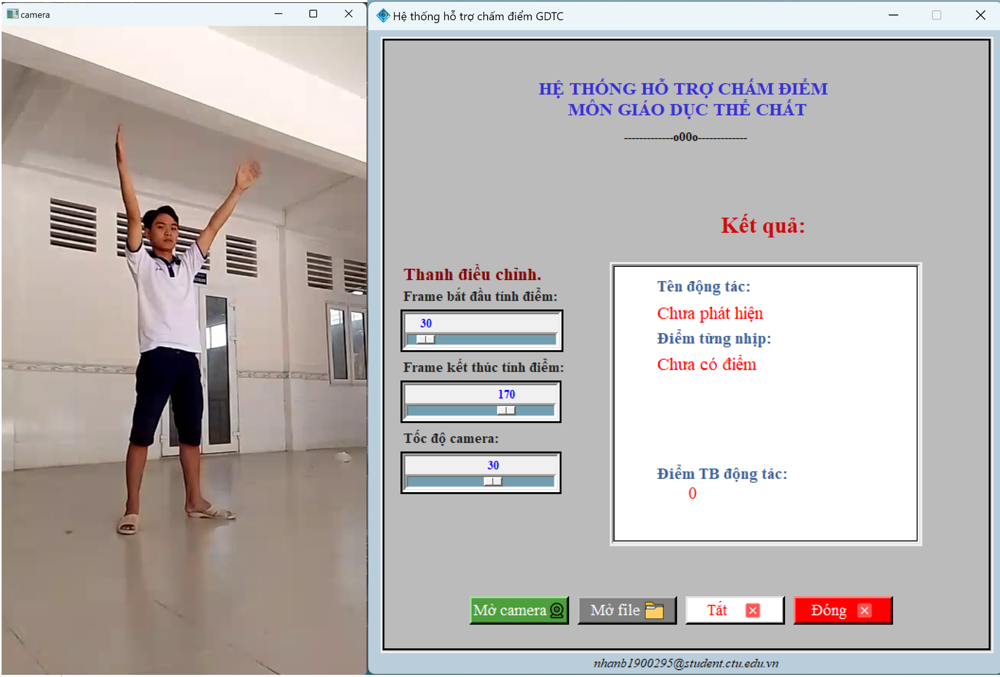 camera
Hệ thống hỗ trợ chấm điểm GDTC
HỆ THỐNG HỖ TRỢ CHẤM ĐIỂM
MÔN GIÁO DỤC THỂ CHẤT
-------------o00o-------------
Kết quả:
Thanh điều chỉnh.
Frame bắt đầu tính điểm:
30
Frame kết thúc tính điểm:
170
Tốc độ camera:
30
Tên động tác:
Chưa phát hiện
Điểm từng nhịp:
Chưa có điểm
Điểm TB động tác:
0
Mở camera
Mở file
Tắt
Đóng
nhanb1900295@student.ctu.edu.vn